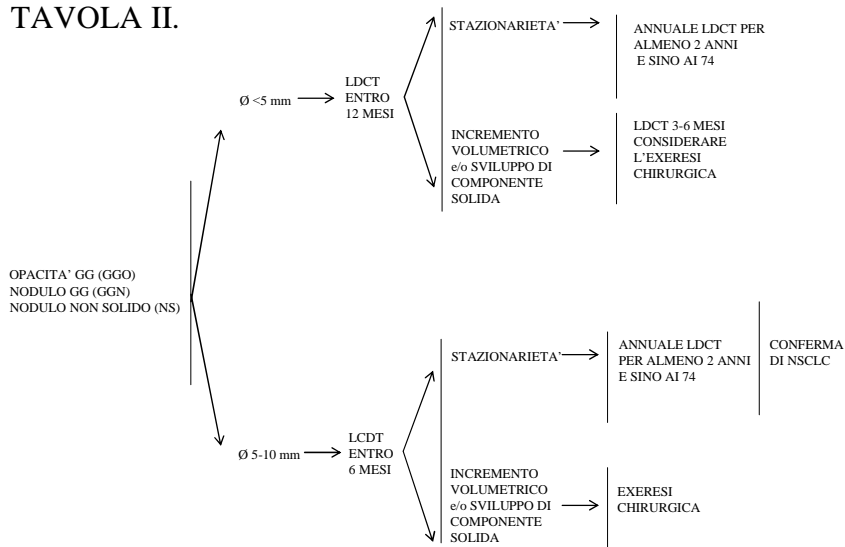 TAVOLA II.
OPACITA' GG (GGO)
NODULO GG (GGN)
NODULO NON SOLIDO (NS)
Ø <5 mm
LDCT
ENTRO
12 MESI
STAZIONARIETA'
ANNUALE LDCT PER
ALMENO 2 ANNI
E SINO AI 74
INCREMENTO
VOLUMETRICO
e/o SVILUPPO DI
COMPONENTE
SOLIDA
LDCT 3-6 MESI
CONSIDERARE
L'EXERESI
CHIRURGICA
Ø 5-10 mm
LCDT
ENTRO
6 MESI
STAZIONARIETA'
ANNUALE LDCT
PER ALMENO 2 ANNI
E SINO AI 74
CONFERMA
DI NSCLC
INCREMENTO
VOLUMETRICO
e/o SVILUPPO DI
COMPONENTE
SOLIDA
EXERESI
CHIRURGICA